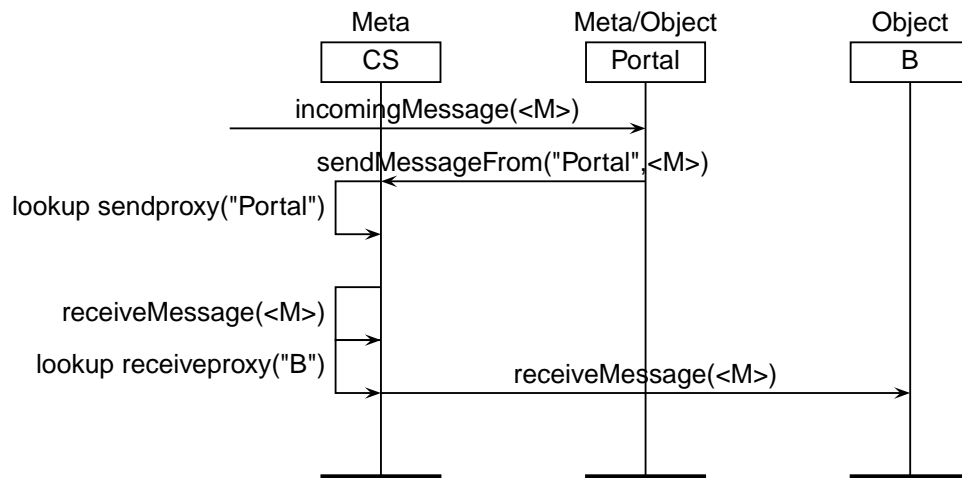 Meta Meta/Object Object
CS Portal B
incomingMessage(<M>)
sendMessageFrom("Portal",<M>)
lookup sendproxy("Portal")
receiveMessage(<M>)
lookup receiveproxy("B")
receiveMessage(<M>)